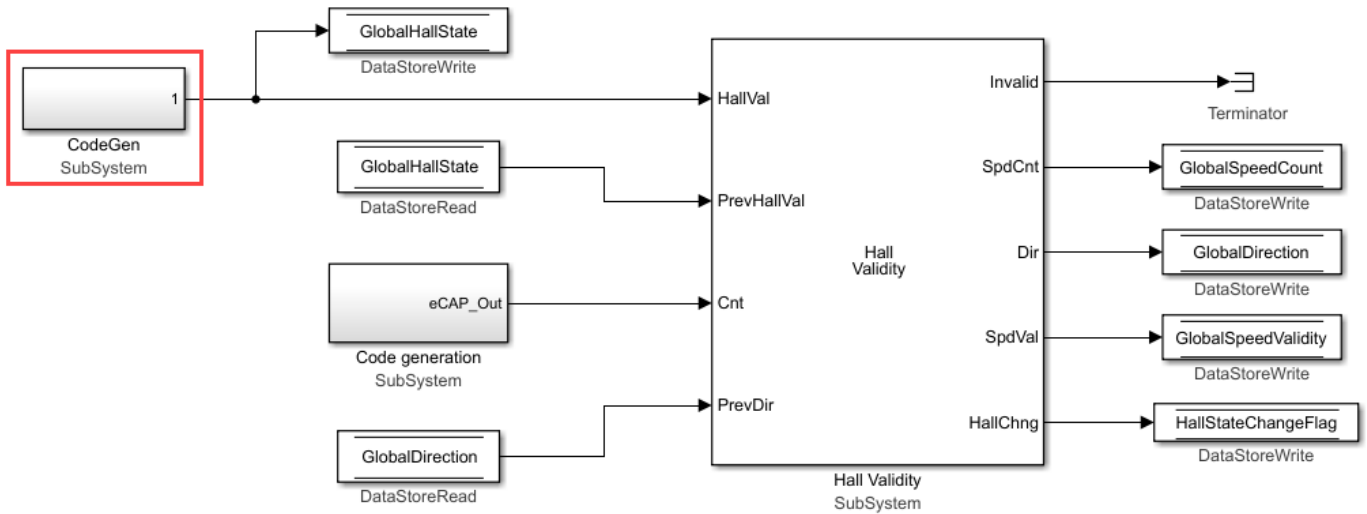 GlobalHallState
DataStoreWrite
1
CodeGen
SubSystem
GlobalHallState
DataStoreRead
eCAP_Out
Code generation
SubSystem
GlobalDirection
DataStoreRead
HallVal
PrevHallVal
Cnt
PrevDir
Hall
Validity
Invalid
SpdCnt
Dir
SpdVal
HallChng
Hall Validity
SubSystem
Terminator
GlobalSpeedCount
DataStoreWrite
GlobalDirection
DataStoreWrite
GlobalSpeedValidity
DataStoreWrite
HallStateChangeFlag
DataStoreWrite